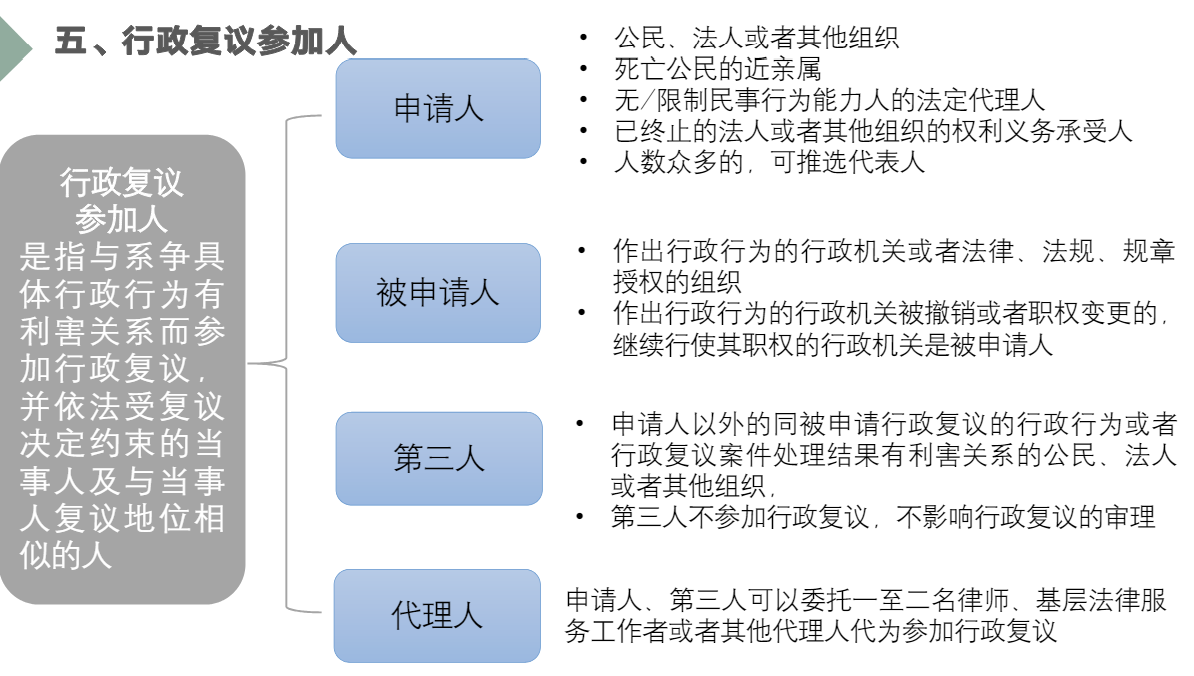 五、行政复议参加人
行政复议
参加人
是指与系争具
体行政行为有
利害关系而参
加行政复议，
并依法受复议
决定约束的当
事人及与当事
人复议地位相
似的人
申请人
• 公民、法人或者其他组织
• 死亡公民的近亲属
• 无/限制民事行为能力人的法定代理人
• 已终止的法人或者其他组织的权利义务承受人
• 人数众多的，可推选代表人
被申请人
• 作出行政行为的行政机关或者法律、法规、规章
授权的组织
• 作出行政行为的行政机关被撤销或者职权变更的，
继续行使其职权的行政机关是被申请人
第三人
• 申请人以外的同被申请行政复议的行政行为或者
行政复议案件处理结果有利害关系的公民、法人
或者其他组织，
• 第三人不参加行政复议，不影响行政复议的审理
代理人
申请人、第三人可以委托一至二名律师、基层法律服
务工作者或者其他代理人代为参加行政复议